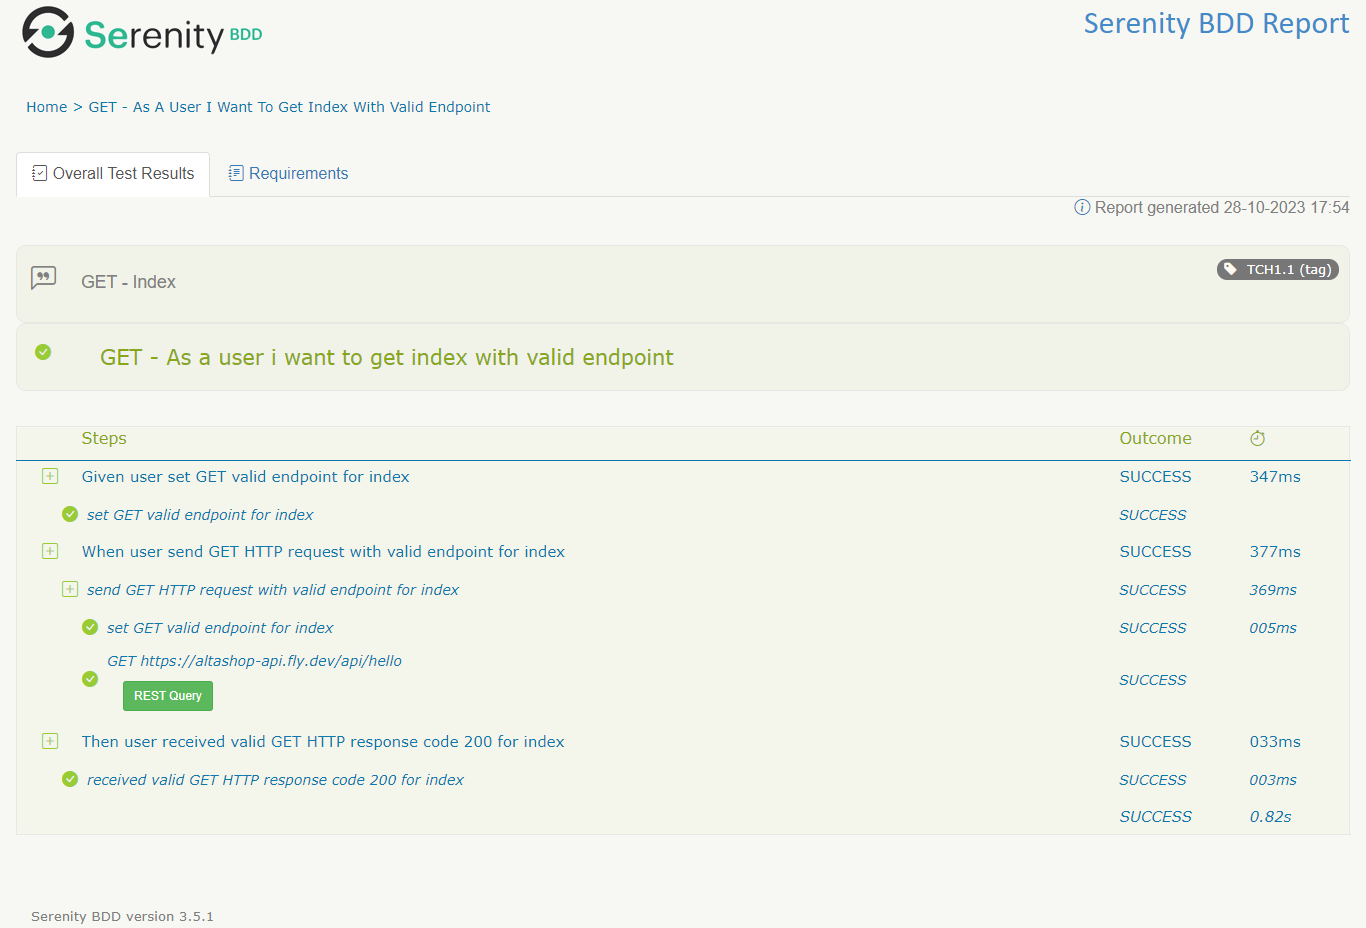 Serenity BDD
Serenity BDD Report
Home > GET - As A User I Want To Get Index With Valid Endpoint
Overall Test Results
Requirements
Report generated 28-10-2023 17:54
GET - Index
TCH1.1 (tag)
GET - As a user i want to get index with valid endpoint
Steps Outcome
Given user set GET valid endpoint for index SUCCESS 347ms
set GET valid endpoint for index SUCCESS
When user send GET HTTP request with valid endpoint for index SUCCESS 377ms
send GET HTTP request with valid endpoint for index SUCCESS 369ms
set GET valid endpoint for index SUCCESS 005ms
GET https://altashop-api.fly.dev/api/hello
SUCCESS
REST Query
Then user received valid GET HTTP response code 200 for index SUCCESS 033ms
received valid GET HTTP response code 200 for index SUCCESS 003ms
SUCCESS 0.82s
Serenity BDD version 3.5.1